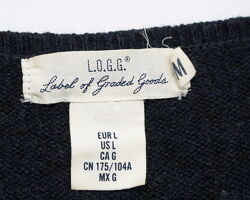 L.O.G.G.®
Label of Graded Goods
M
EUR L
US L
CA G
CN 175/104A
MX G